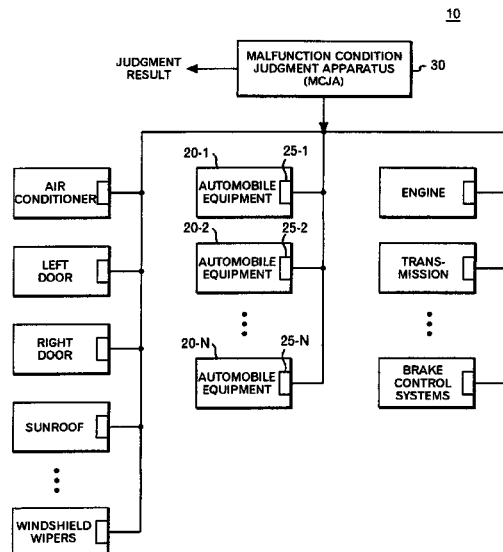 10
JUDGMENT
RESULT
MALFUNCTION CONDITION
JUDGMENT APPARATUS
(MCJA)
30
AIR
CONDITIONER
LEFT
DOOR
RIGHT
DOOR
SUNROOF
WINDSHIELD
WIPERS
20-1
25-1
AUTOMOBILE
EQUIPMENT
20-2
25-2
AUTOMOBILE
EQUIPMENT
20-N
25-N
AUTOMOBILE
EQUIPMENT
ENGINE
TRANS-
MISSION
BRAKE
CONTROL
SYSTEMS